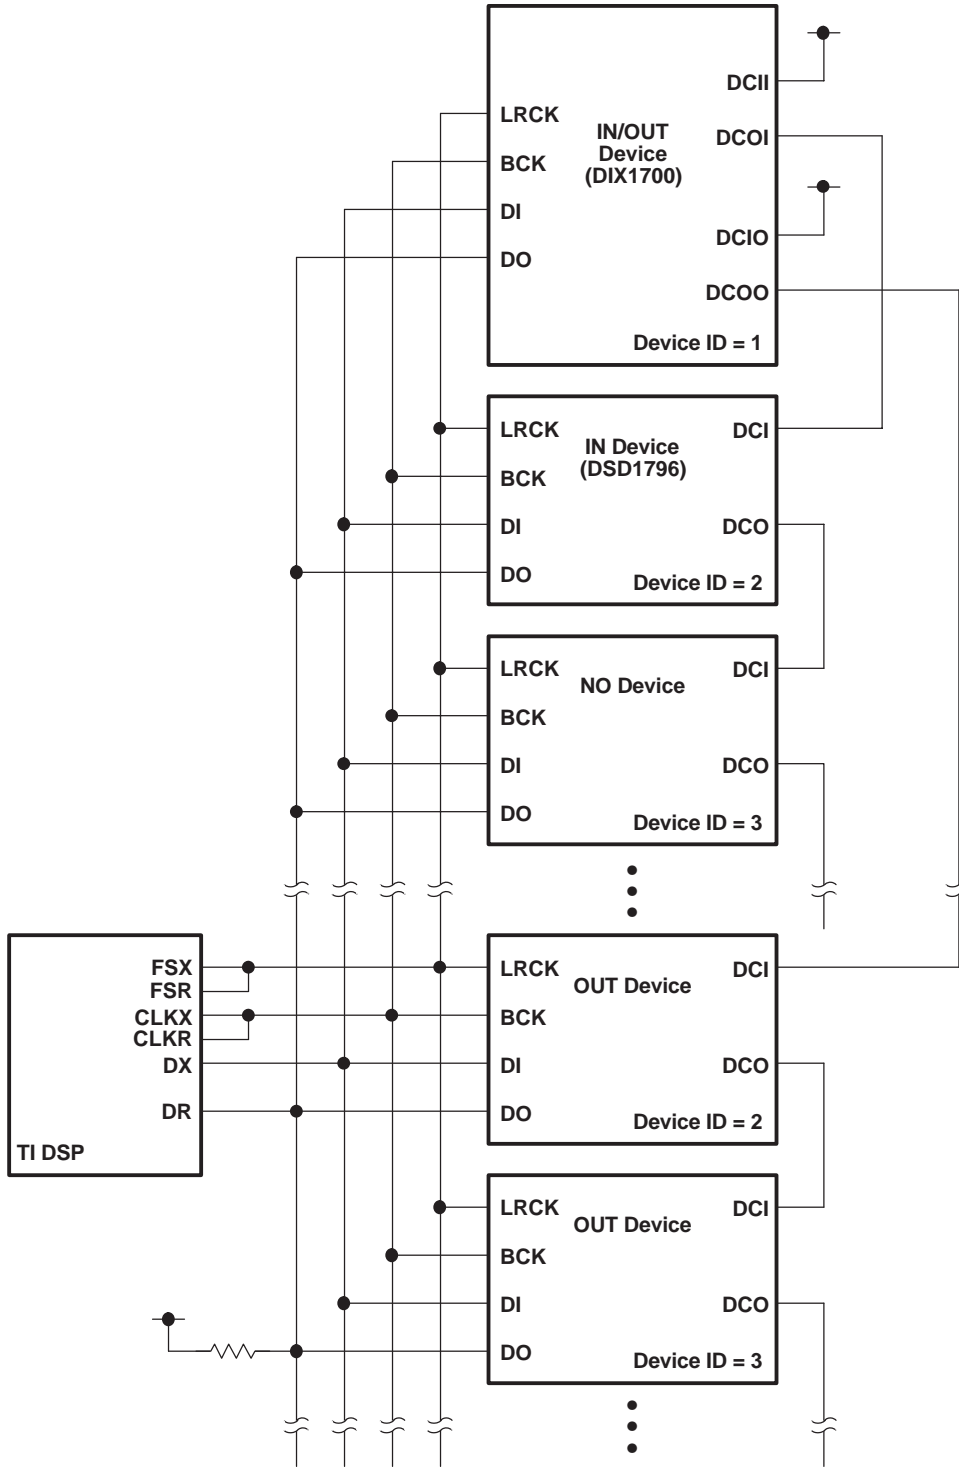 DCII
LRCK
IN/OUT
Device
(DIX1700)
DCOI
BCK
DI
DCIO
DO
DCOO
Device ID = 1
LRCK
DCI
IN Device
(DSD1796)
BCK
DI
DCO
DO
Device ID = 2
LRCK
DCI
NO Device
BCK
DI
DCO
DO
Device ID = 3
FSX
FSR
CLKX
CLKR
DX
DR
TI DSP
LRCK
DCI
OUT Device
BCK
DI
DCO
DO
Device ID = 2
LRCK
DCI
OUT Device
BCK
DI
DCO
DO
Device ID = 3